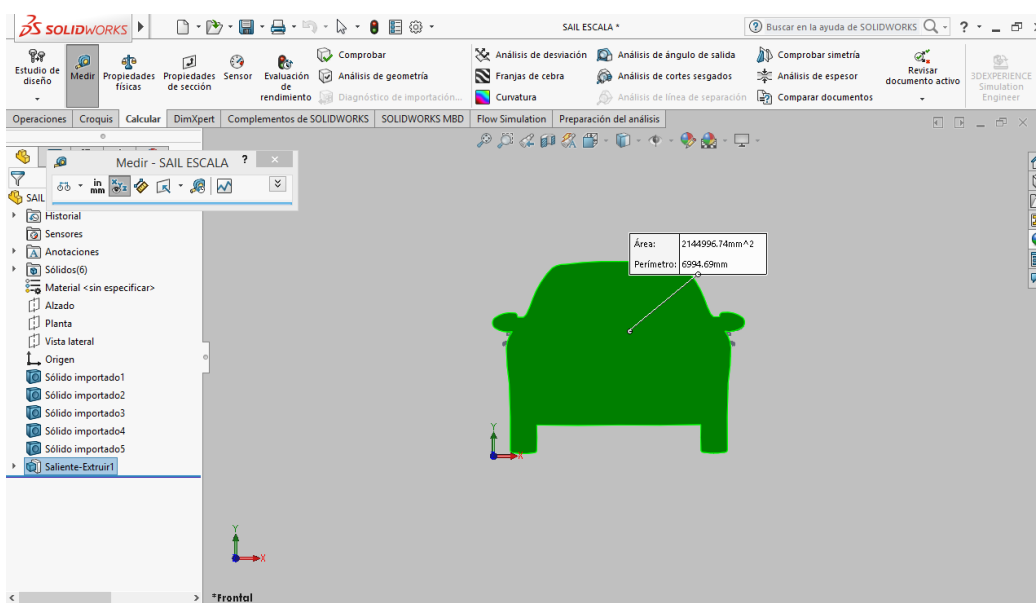 SOLIDWORKS
SAIL ESCALA *
Buscar en la ayuda de SOLIDWORKS
?
Estudio de diseño
Medir
Propiedades físicas
Propiedades de sección
Sensor
Evaluación de rendimiento
Comprobar
Análisis de geometría
Diagnóstico de importación...
Análisis de desviación
Franjas de cebra
Curvatura
Análisis de ángulo de salida
Análisis de cortes sesgados
Análisis de línea de separación
Comprobar simetría
Análisis de espesor
Comparar documentos
Revisar documento activo
3DEXPERIENCE Simulation Engineer
Operaciones Croquis Calcular DimXpert Complementos de SOLIDWORKS SOLIDWORKS MBD Flow Simulation Preparación del análisis
Medir - SAIL ESCALA ?
in
mm
SAIL
Historial
Sensores
Anotaciones
Sólidos(6)
Material <sin especificar>
Alzado
Planta
Vista lateral
Origen
Sólido importado1
Sólido importado2
Sólido importado3
Sólido importado4
Sólido importado5
Saliente-Extruir1
Área: 2144996.74mm^2
Perímetro: 6994.69mm
Y
X
Y
X
*Frontal